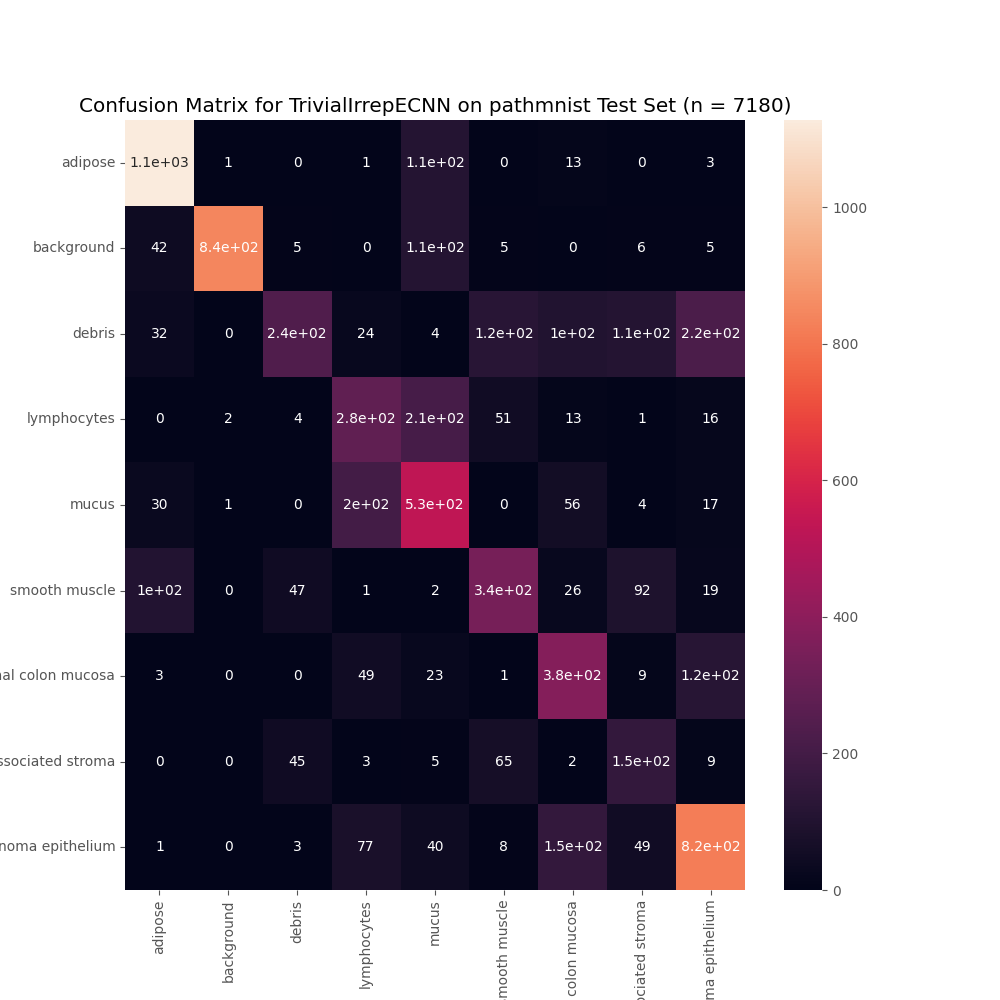 Confusion Matrix for TrivialIrrepECNN on pathmnist Test Set (n = 7180)
adipose 1.1e+03 1 0 1 1.1e+02 0 13 0 3
background 42 8.4e+02 5 0 1.1e+02 5 0 6 5
debris 32 0 2.4e+02 24 4 1.2e+02 1e+02 1.1e+02 2.2e+02
lymphocytes 0 2 4 2.8e+02 2.1e+02 51 13 1 16
mucus 30 1 0 2e+02 5.3e+02 0 56 4 17
smooth muscle 1e+02 0 47 1 2 3.4e+02 26 92 19
al colon mucosa 3 0 0 49 23 1 3.8e+02 9 1.2e+02
ssociated stroma 0 0 45 3 5 65 2 1.5e+02 9
noma epithelium 1 0 3 77 40 8 1.5e+02 49 8.2e+02
adipose
background
debris
lymphocytes
mucus
mooth muscle
colon mucosa
ciated stroma
ma epithelium
1000
800
600
400
200
0